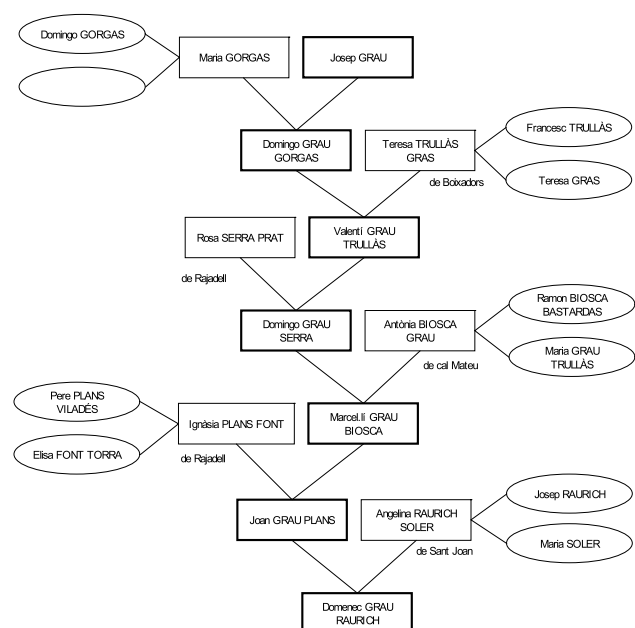 Domingo GORGAS
Maria GORGAS
Josep GRAU
Domingo GRAU
GORGAS
Teresa TRULLÀS
GRAS
de Boixadors
Francesc TRULLÀS
Teresa GRAS
Rosa SERRA PRAT
de Rajadell
Valentí GRAU
TRULLÀS
Domingo GRAU
SERRA
Antònia BIOSCA
GRAU
de cal Mateu
Ramon BIOSCA
BASTARDAS
Maria GRAU
TRULLÀS
Pere PLANS
VILADÉS
Elisa FONT TORRA
Ignàsia PLANS FONT
de Rajadell
Marcel.lí GRAU
BIOSCA
Joan GRAU PLANS
Angelina RAURICH
SOLER
de Sant Joan
Josep RAURICH
Maria SOLER
Domenec GRAU
RAURICH